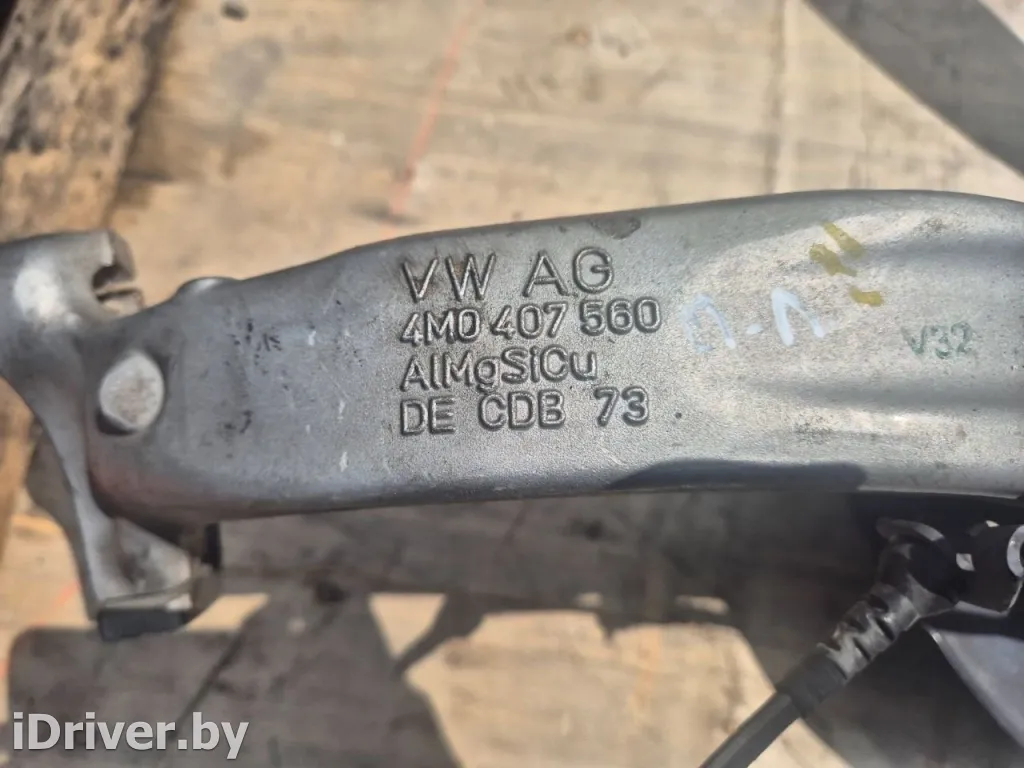 VW AG
4M0 407 560
AlMgSiCu
DE CDB 73
п-п
V32
iDriver.by